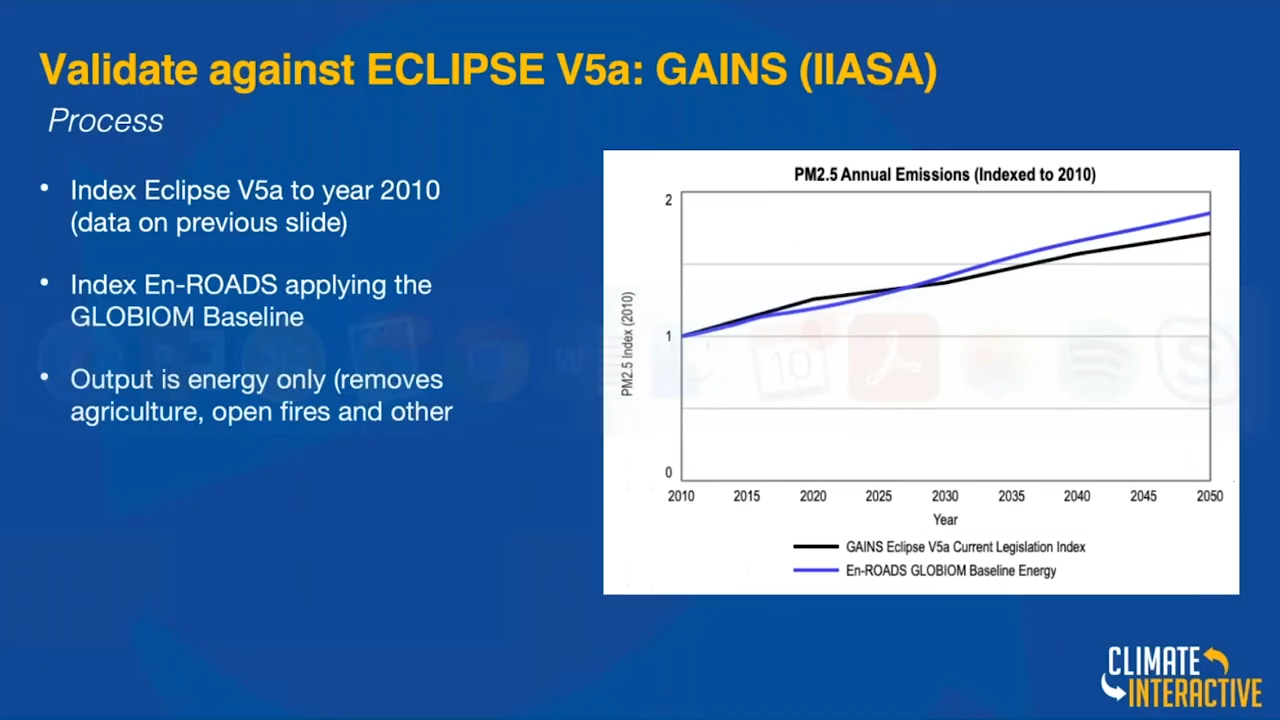 Validate against ECLIPSE V5a: GAINS (IIASA)
Process
• Index Eclipse V5a to year 2010
(data on previous slide)
• Index En-ROADS applying the
GLOBIOM Baseline
• Output is energy only (removes
agriculture, open fires and other
PM2.5 Annual Emissions (Indexed to 2010)
2
1
0
PM2.5 Index (2010)
2010 2015 2020 2025 2030 2035 2040 2045 2050
Year
GAINS Eclipse V5a Current Legislation Index
En-ROADS GLOBIOM Baseline Energy
10
CLIMATE
INTERACTIVE